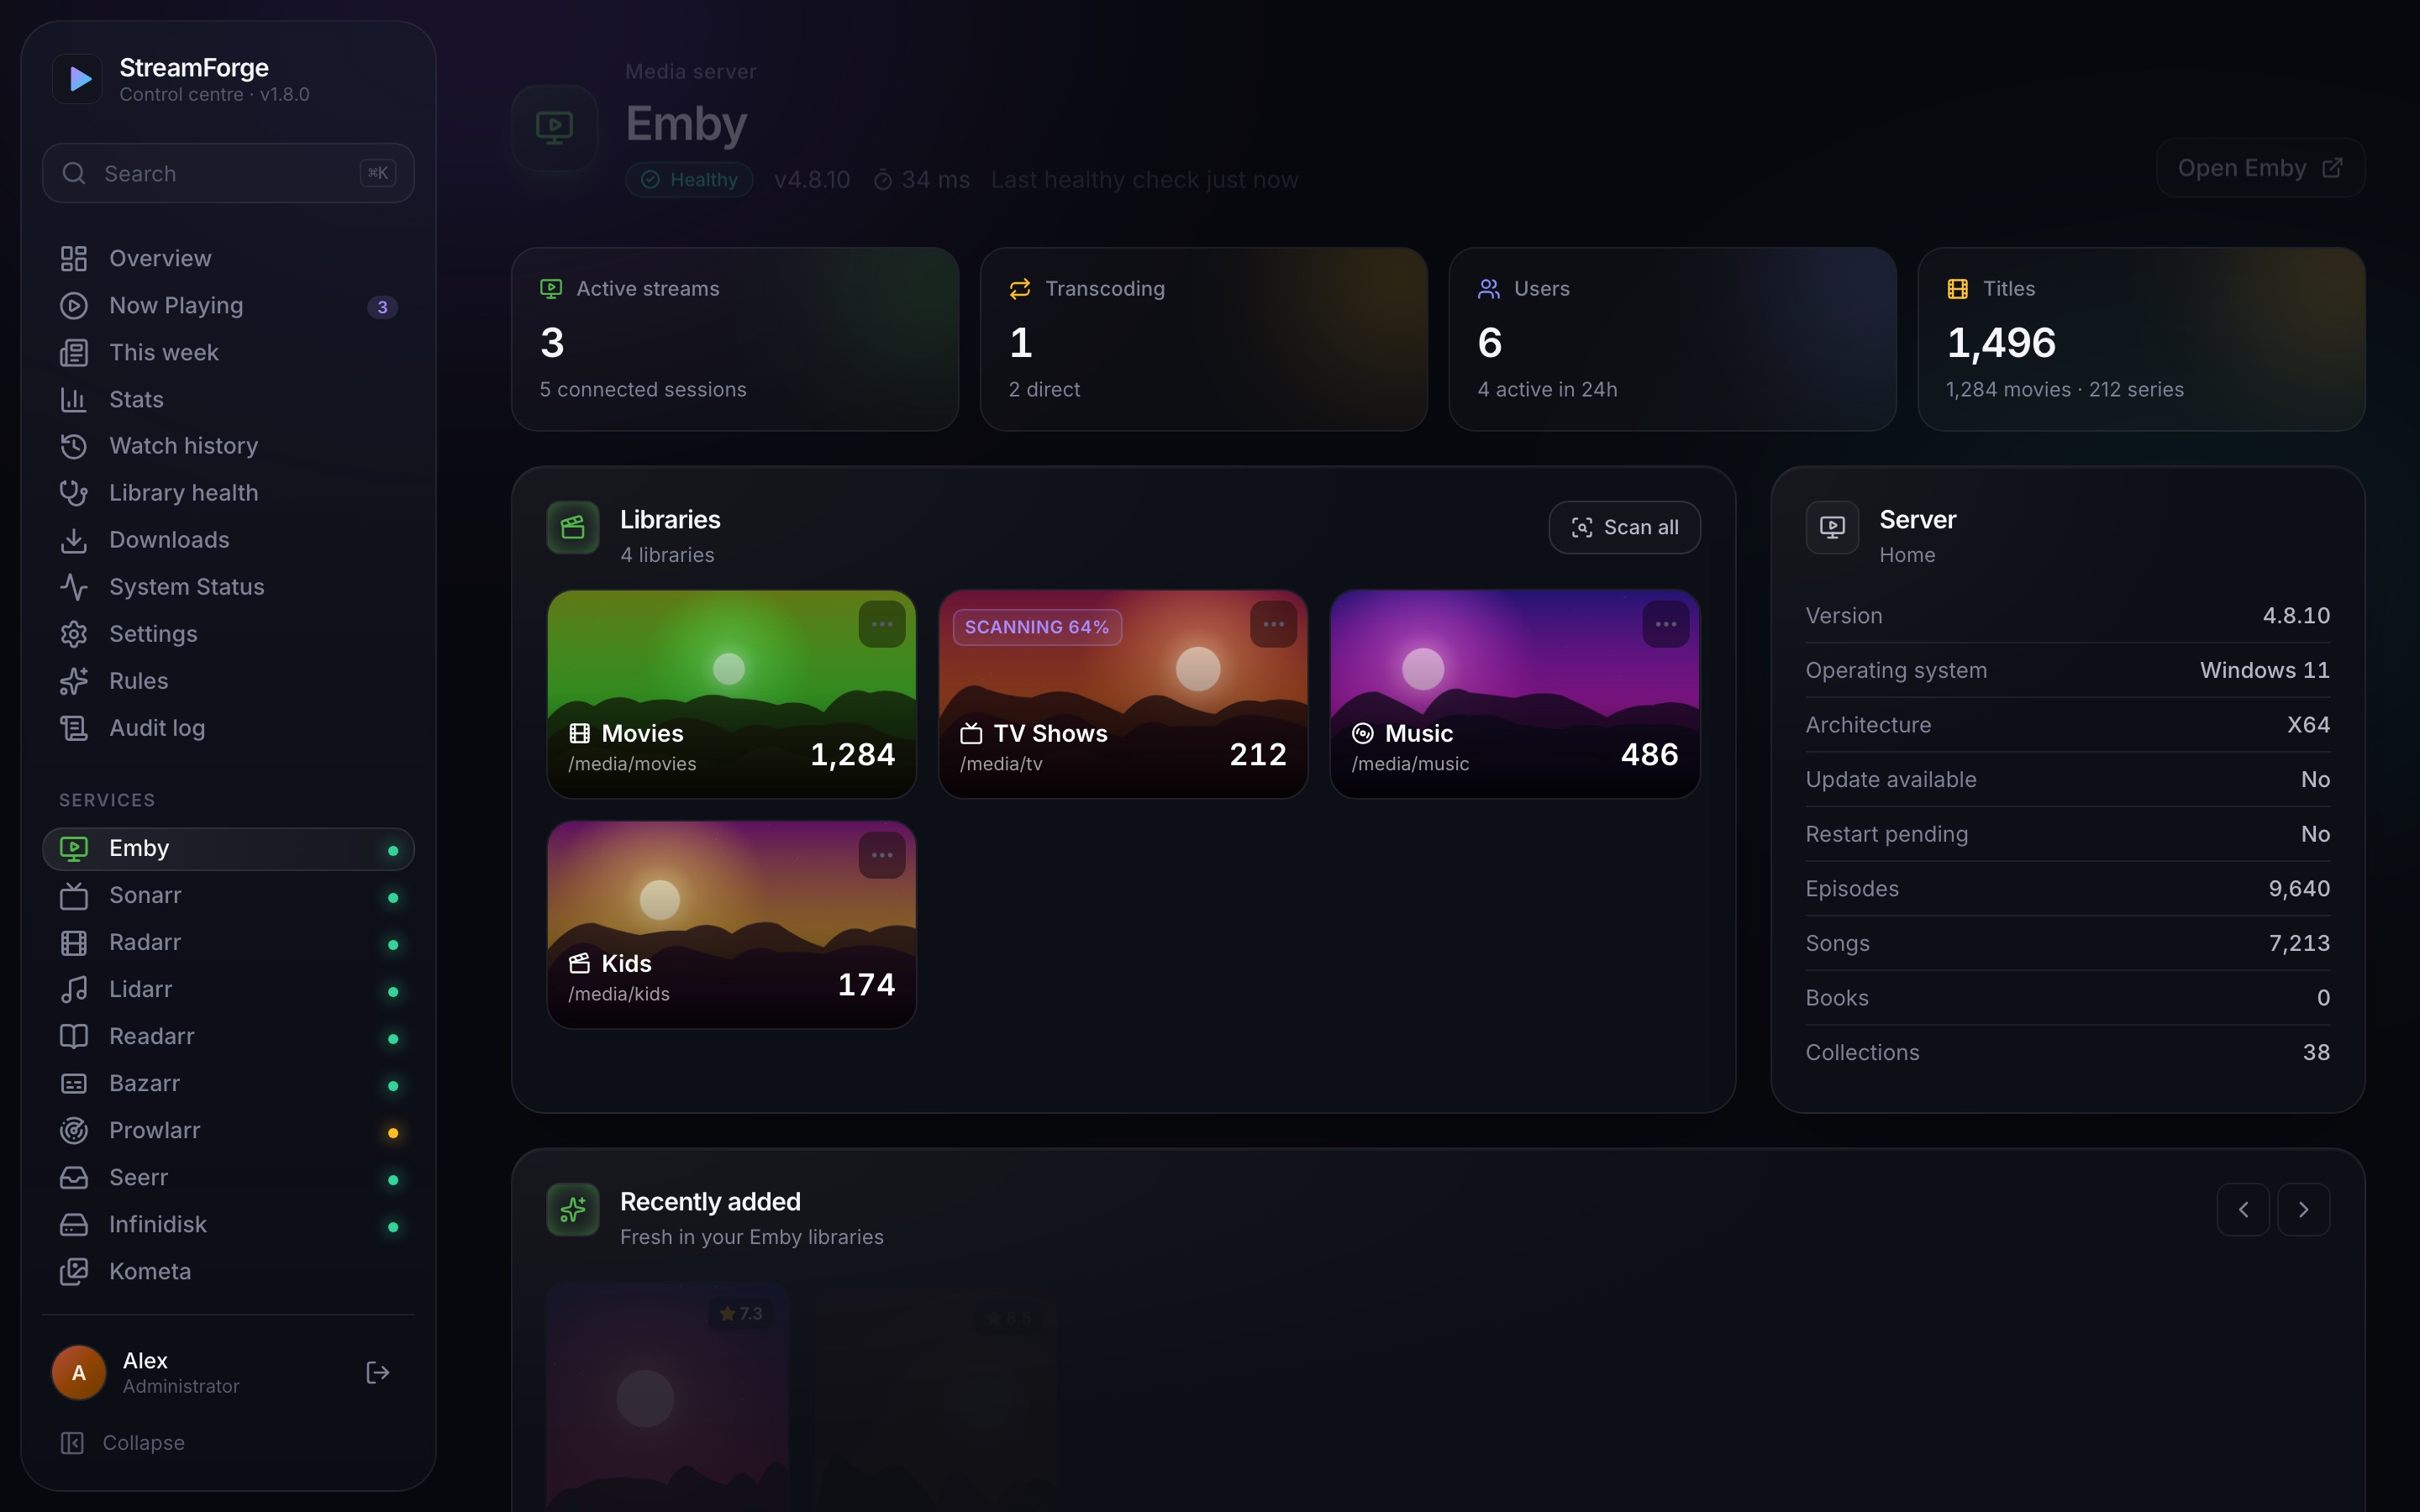 StreamForge
Control centre · v1.8.0
Search
⌘K
Overview
Now Playing
3
This week
Stats
Watch history
Library health
Downloads
System Status
Settings
Rules
Audit log
SERVICES
Emby
Sonarr
Radarr
Lidarr
Readarr
Bazarr
Prowlarr
Seerr
Infinidisk
Kometa
A
Alex
Administrator
Collapse
Media server
Emby
Healthy
v4.8.10
34 ms
Last healthy check just now
Open Emby
Active streams
3
5 connected sessions
Transcoding
1
2 direct
Users
6
4 active in 24h
Titles
1,496
1,284 movies · 212 series
Libraries
4 libraries
Scan all
Movies
/media/movies
1,284
SCANNING 64%
TV Shows
/media/tv
212
Music
/media/music
486
Kids
/media/kids
174
Server
Home
Version 4.8.10
Operating system Windows 11
Architecture X64
Update available No
Restart pending No
Episodes 9,640
Songs 7,213
Books 0
Collections 38
Recently added
Fresh in your Emby libraries
7.3
8.5